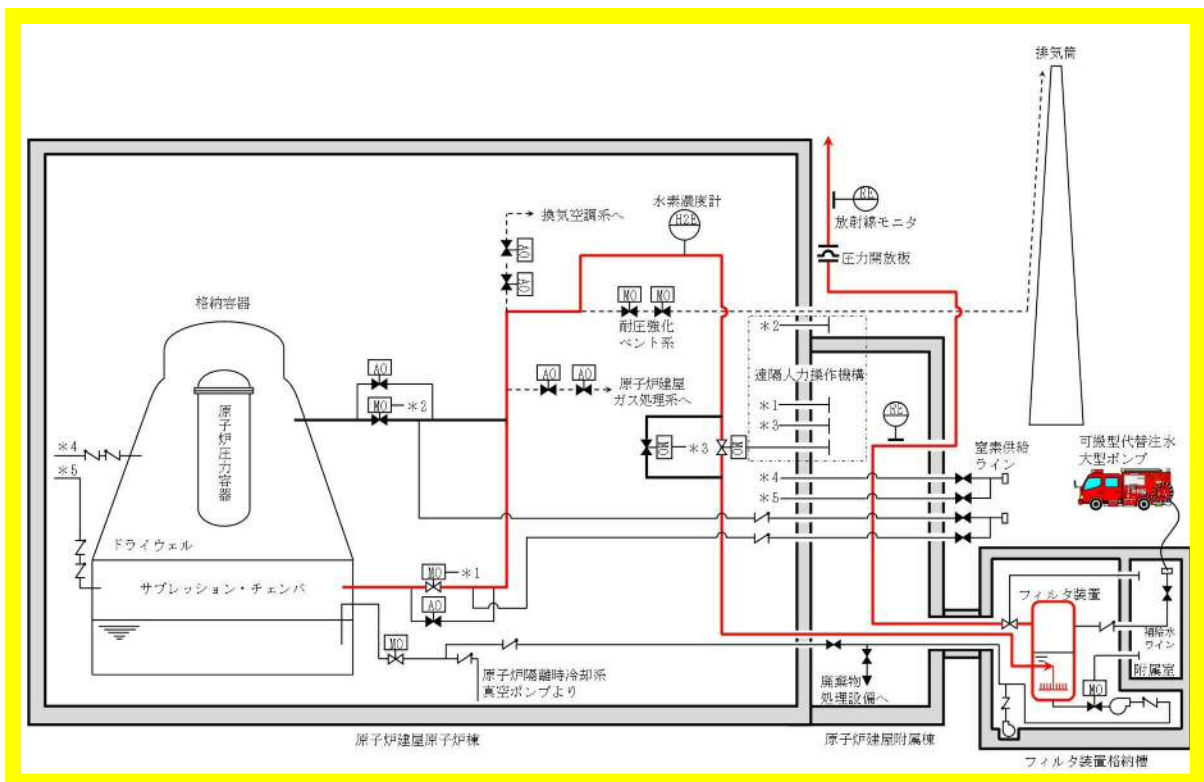 排気筒
水素濃度計
H2E
換気空調系へ
AO
AO
RE
放射線モニタ
圧力開放板
格納容器
MO
MO
耐圧強化
ベント系
*2
遠隔人力操作機構
AO
AO
AO
原子炉建屋
ガス処理系へ
MO
*2
*1
*3
RE
原子炉圧力容器
MO
*3
MO
*4
*5
*4
*5
窒素供給
ライン
可搬型代替注水
大型ポンプ
ドライウェル
サプレッション・チェンバ
MO
*1
AO
フィルタ装置
補給水
ライン
附属室
MO
MO
原子炉隔離時冷却系
真空ポンプより
廃棄物
処理設備へ
原子炉建屋原子炉棟
原子炉建屋附属棟
フィルタ装置格納槽